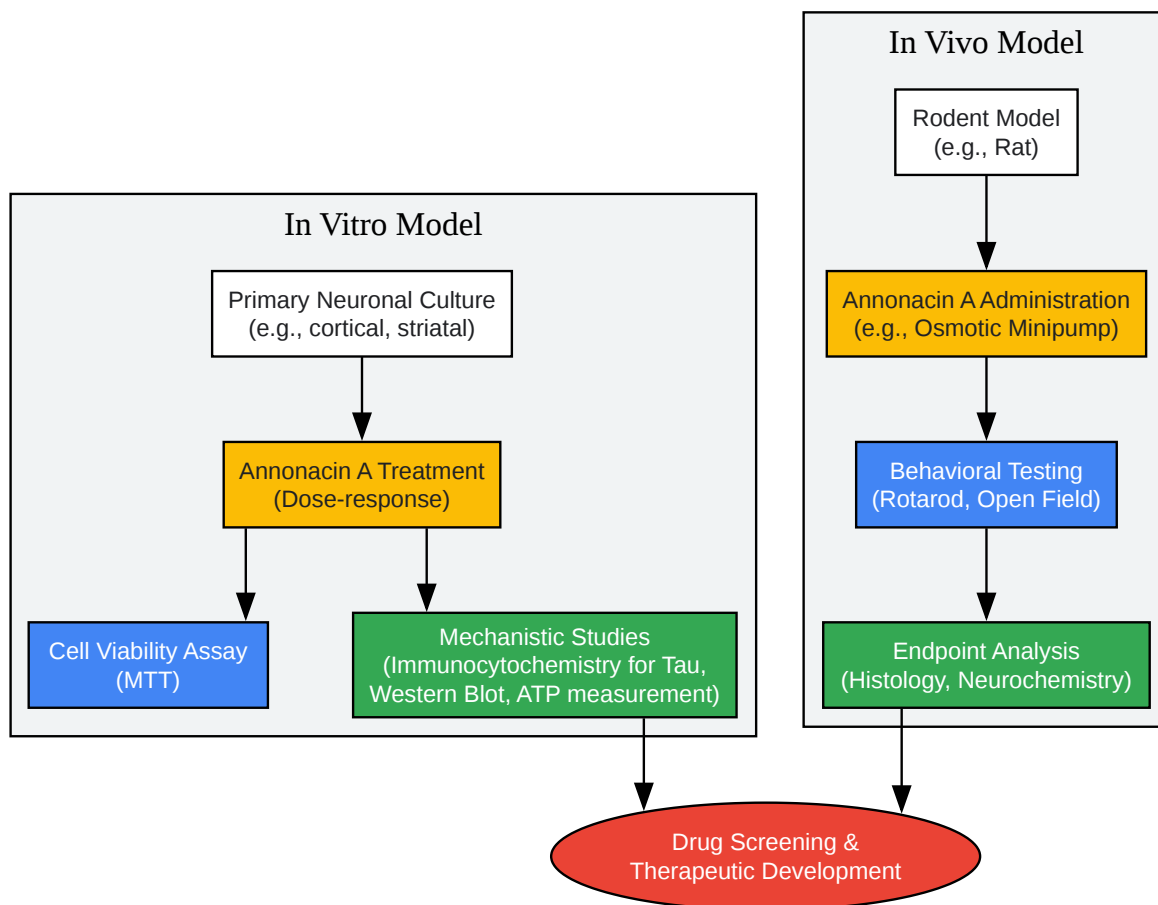 In Vitro Model
Primary Neuronal Culture
(e.g., cortical, striatal)
Annonacin A Treatment
(Dose-response)
Cell Viability Assay
(MTT)
Mechanistic Studies
(Immunocytochemistry for Tau,
Western Blot, ATP measurement)
In Vivo Model
Rodent Model
(e.g., Rat)
Annonacin A Administration
(e.g., Osmotic Minipump)
Behavioral Testing
(Rotarod, Open Field)
Endpoint Analysis
(Histology, Neurochemistry)
Drug Screening &
Therapeutic Development